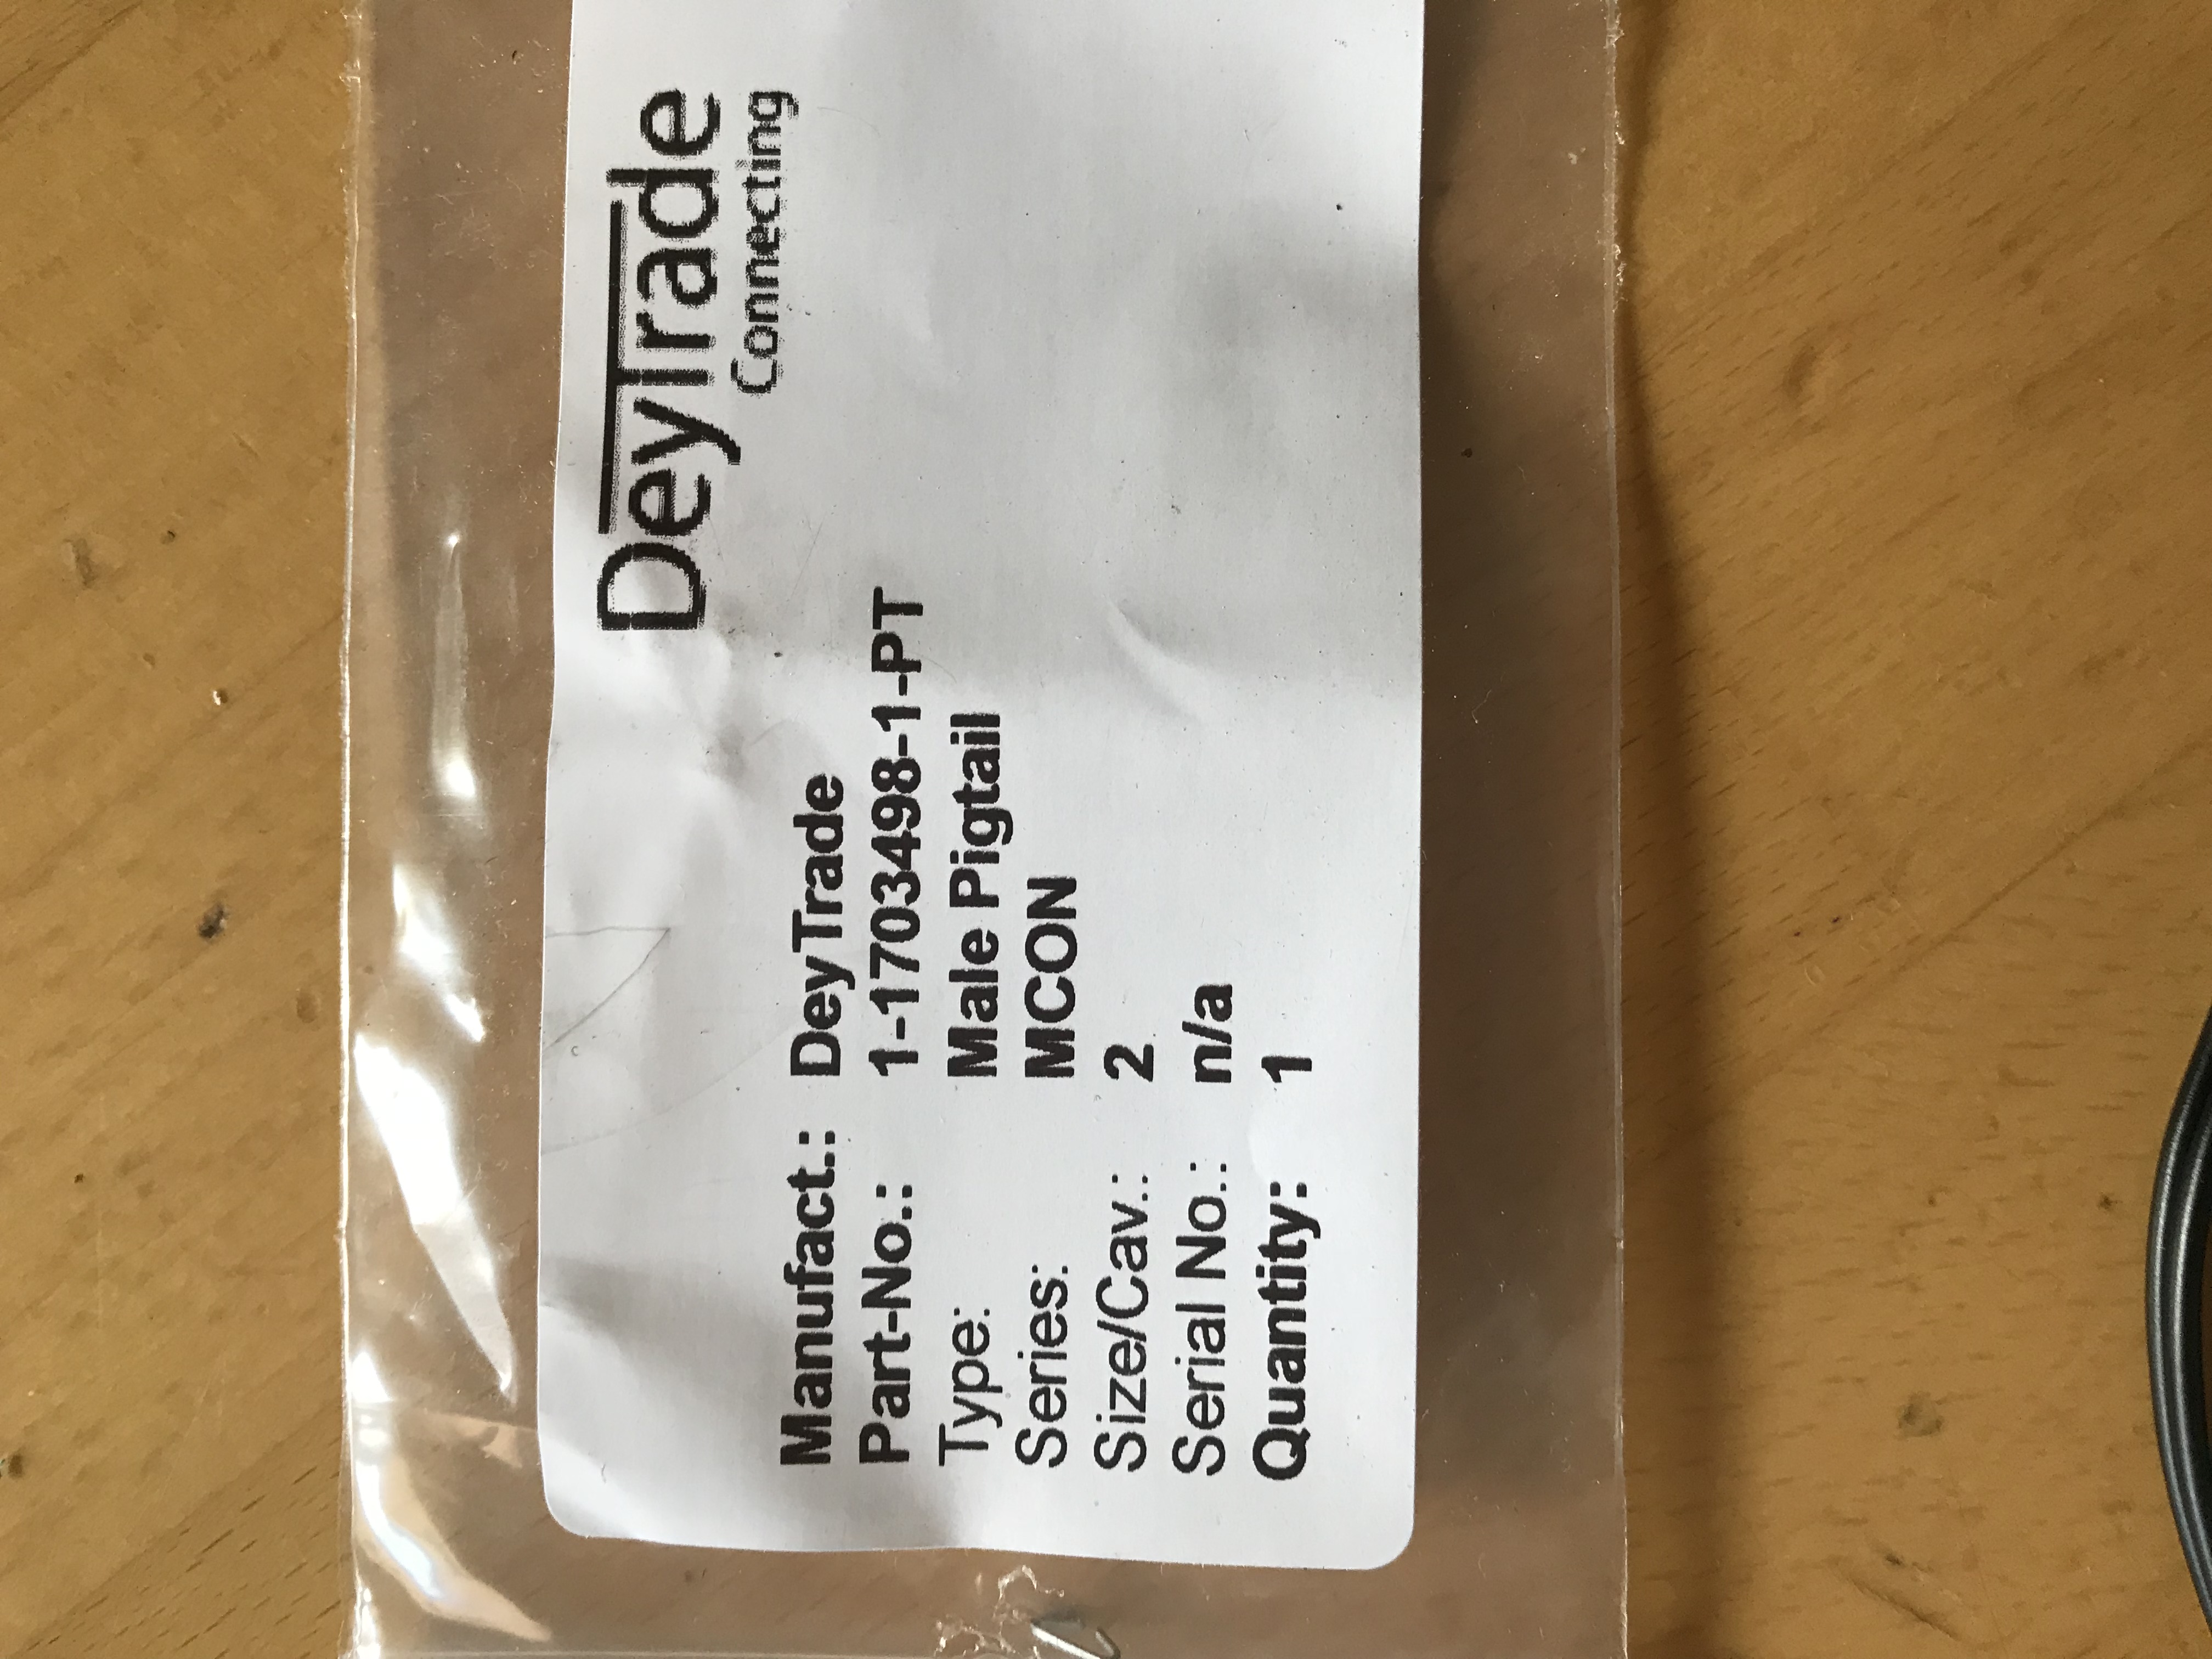 DeyTrade
Connecting
Manufact.: DeyTrade
Part-No.: 1-1703498-1-PT
Type: Male Pigtail
Series: MCON
Size/Cav.: 2
Serial No.: n/a
Quantity: 1